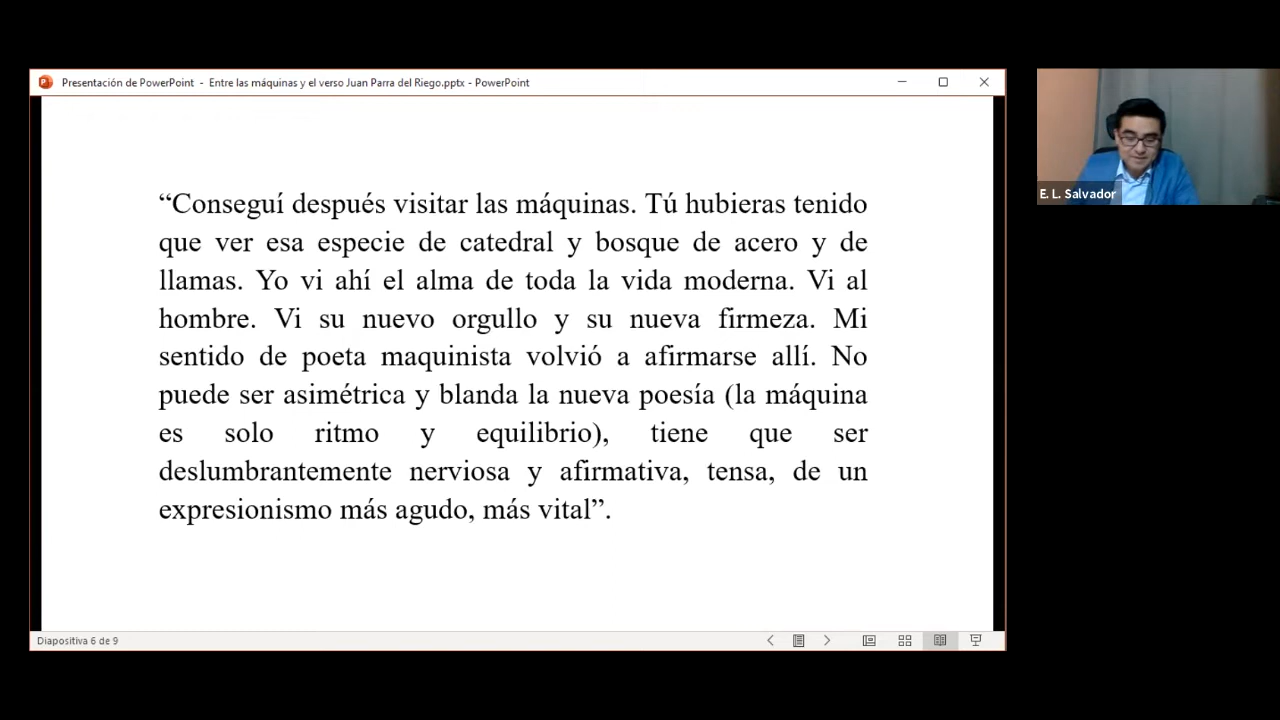 Presentación de PowerPoint - Entre las máquinas y el verso Juan Parra del Riego.pptx - PowerPoint
“Conseguí después visitar las máquinas. Tú hubieras tenido
que ver esa especie de catedral y bosque de acero y de
llamas. Yo vi ahí el alma de toda la vida moderna. Vi al
hombre. Vi su nuevo orgullo y su nueva firmeza. Mi
sentido de poeta maquinista volvió a afirmarse allí. No
puede ser asimétrica y blanda la nueva poesía (la máquina
es solo ritmo y equilibrio), tiene que ser
deslumbrantemente nerviosa y afirmativa, tensa, de un
expresionismo más agudo, más vital”.
Diapositiva 6 de 9
E. L. Salvador